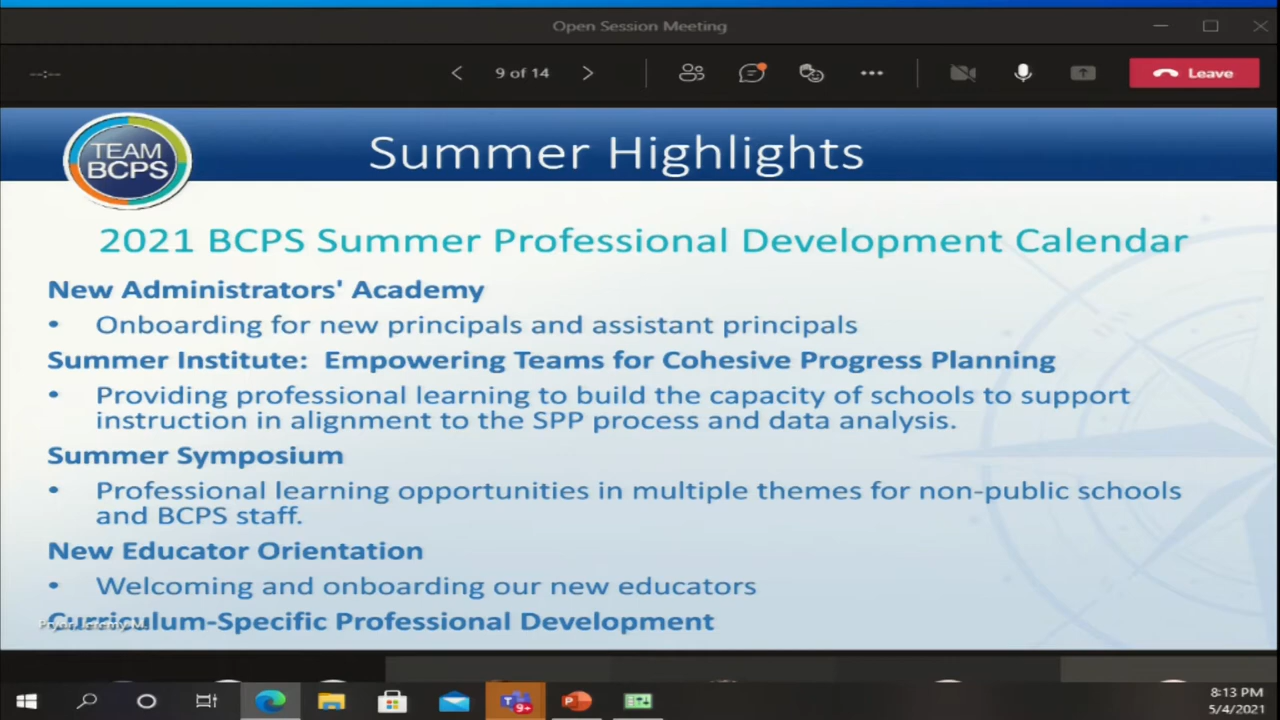 Open Session Meeting
--:--
9 of 14
Leave
TEAM
BCPS
Summer Highlights
2021 BCPS Summer Professional Development Calendar
New Administrators' Academy
• Onboarding for new principals and assistant principals
Summer Institute: Empowering Teams for Cohesive Progress Planning
• Providing professional learning to build the capacity of schools to support
instruction in alignment to the SPP process and data analysis.
Summer Symposium
• Professional learning opportunities in multiple themes for non-public schools
and BCPS staff.
New Educator Orientation
• Welcoming and onboarding our new educators
Curriculum-Specific Professional Development
9+
8:13 PM
5/4/2021